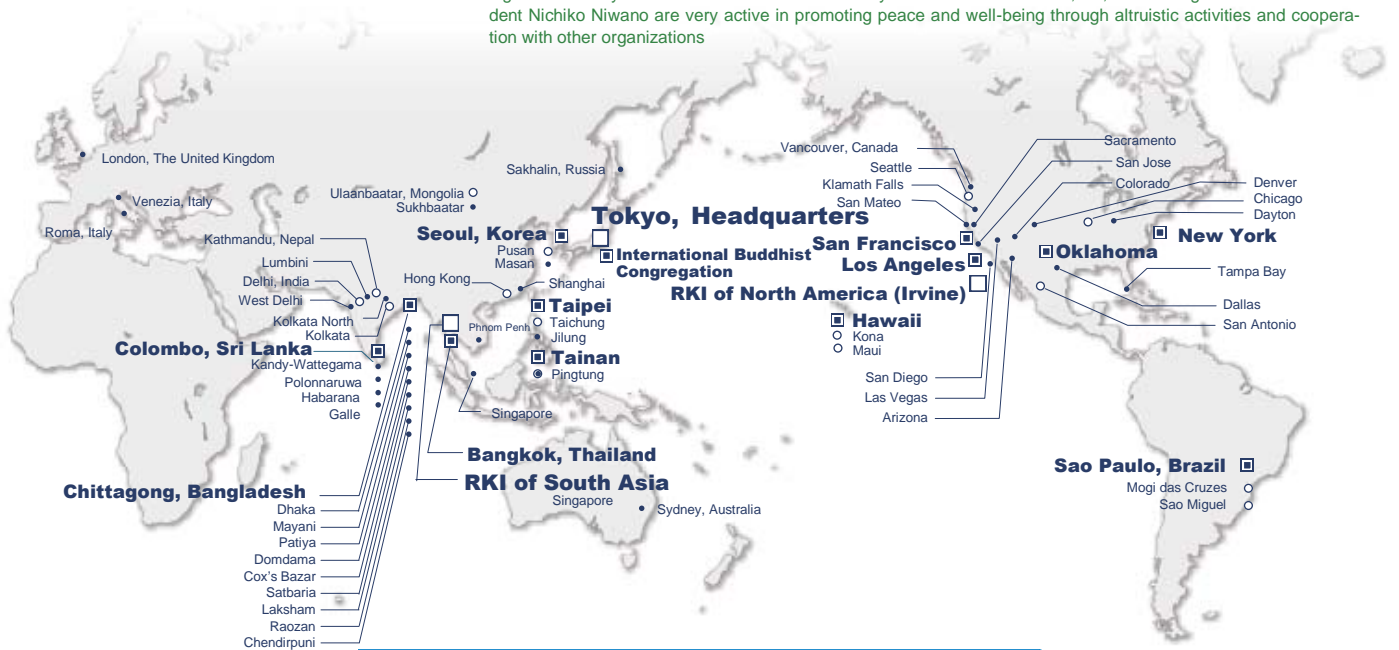 dent Nichiko Niwano are very active in promoting peace and well-being through altruistic activities and coopera-
tion with other organizations
London, The United Kingdom
Venezia, Italy
Roma, Italy
Ulaanbaatar, Mongolia
Sukhbaatar
Sakhalin, Russia
Tokyo, Headquarters
Seoul, Korea
Pusan
Masan
International Buddhist
Congregation
Kathmandu, Nepal
Lumbini
Delhi, India
West Delhi
Kolkata North
Kolkata
Hong Kong
Shanghai
Taipei
Taichung
Jilung
Phnom Penh
Tainan
Pingtung
Colombo, Sri Lanka
Kandy-Wattegama
Polonnaruwa
Habarana
Galle
Singapore
Bangkok, Thailand
RKI of South Asia
Singapore
Sydney, Australia
Chittagong, Bangladesh
Dhaka
Mayani
Patiya
Domdama
Cox's Bazar
Satbaria
Laksham
Raozan
Chendirpuni
Vancouver, Canada
Seattle
Klamath Falls
San Mateo
San Francisco
Los Angeles
RKI of North America (Irvine)
Hawaii
Kona
Maui
San Diego
Las Vegas
Arizona
Sacramento
San Jose
Colorado
Denver
Chicago
Dayton
New York
Oklahoma
Tampa Bay
Dallas
San Antonio
Sao Paulo, Brazil
Mogi das Cruzes
Sao Miguel